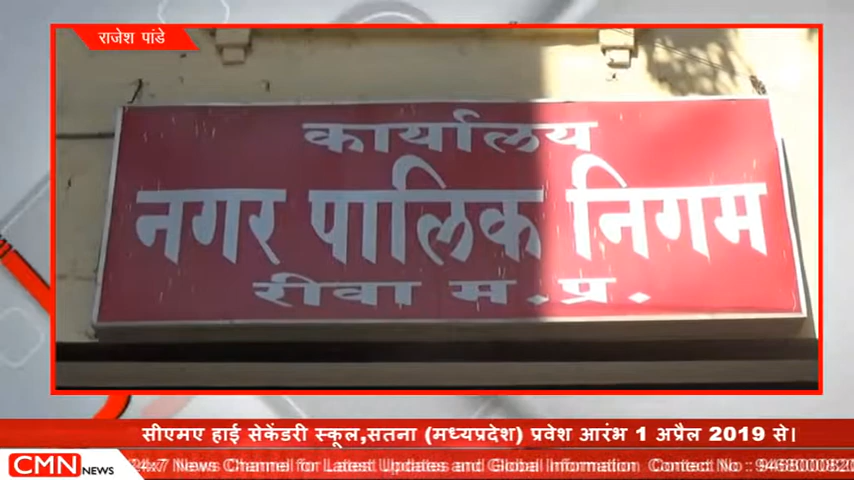 राजेश पांडे
कार्यालय
नगर पालिक निगम
रीवा म.प्र.
सीएमए हाई सेकेंडरी स्कूल,सतना (मध्यप्रदेश) प्रवेश आरंभ 1 अप्रैल 2019 से।
CMN NEWS
24x7 News Channel for Latest Updates and Global Information Contect No :